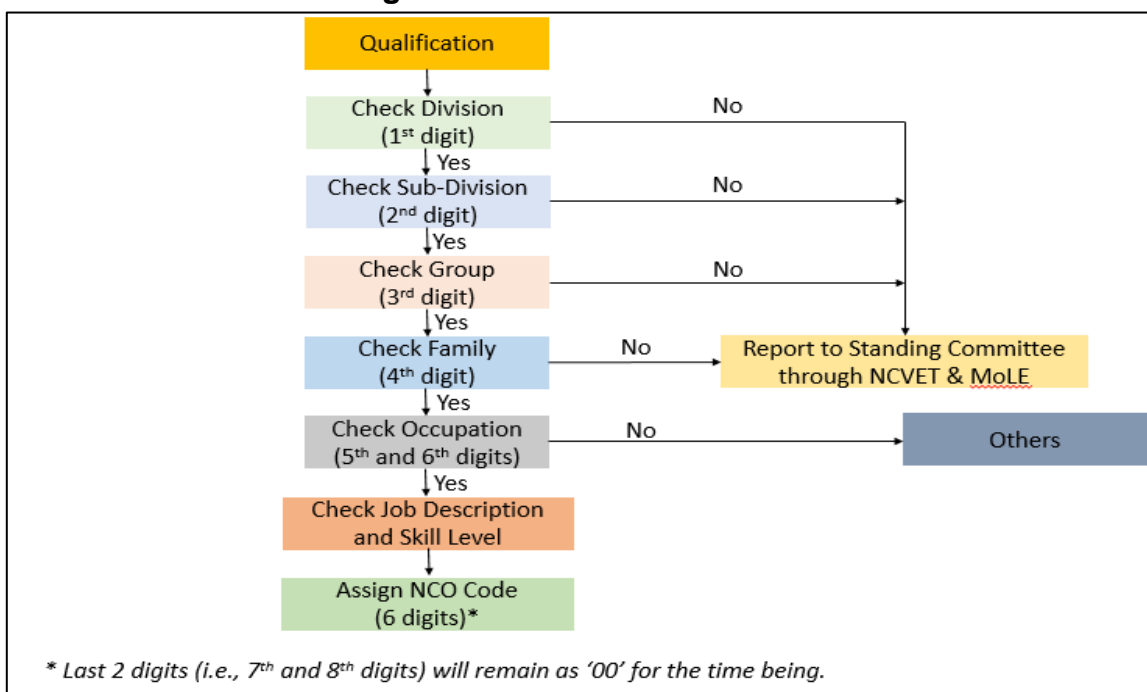 Qualification
Check Division
(1st digit)
No
Yes
Check Sub-Division
(2nd digit)
No
Yes
Check Group
(3rd digit)
No
Yes
Check Family
(4th digit)
No
Report to Standing Committee
through NCVET & MoLE
Yes
Check Occupation
(5th and 6th digits)
No
Others
Yes
Check Job Description
and Skill Level
Assign NCO Code
(6 digits)*
* Last 2 digits (i.e., 7th and 8th digits) will remain as ‘00’ for the time being.